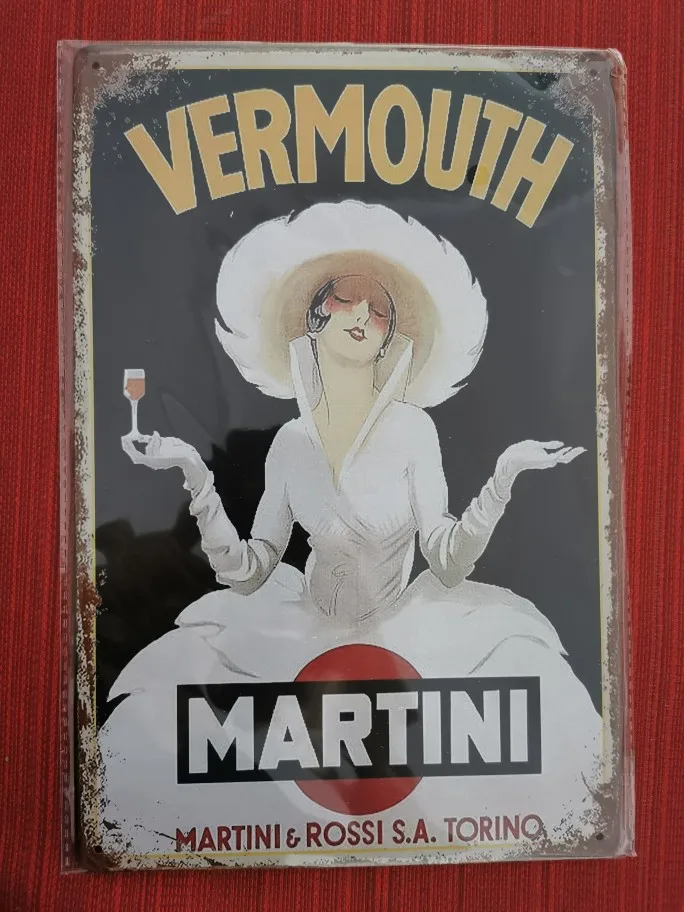 VERMOUTH
MARTINI
MARTINI & ROSSI S.A. TORINO